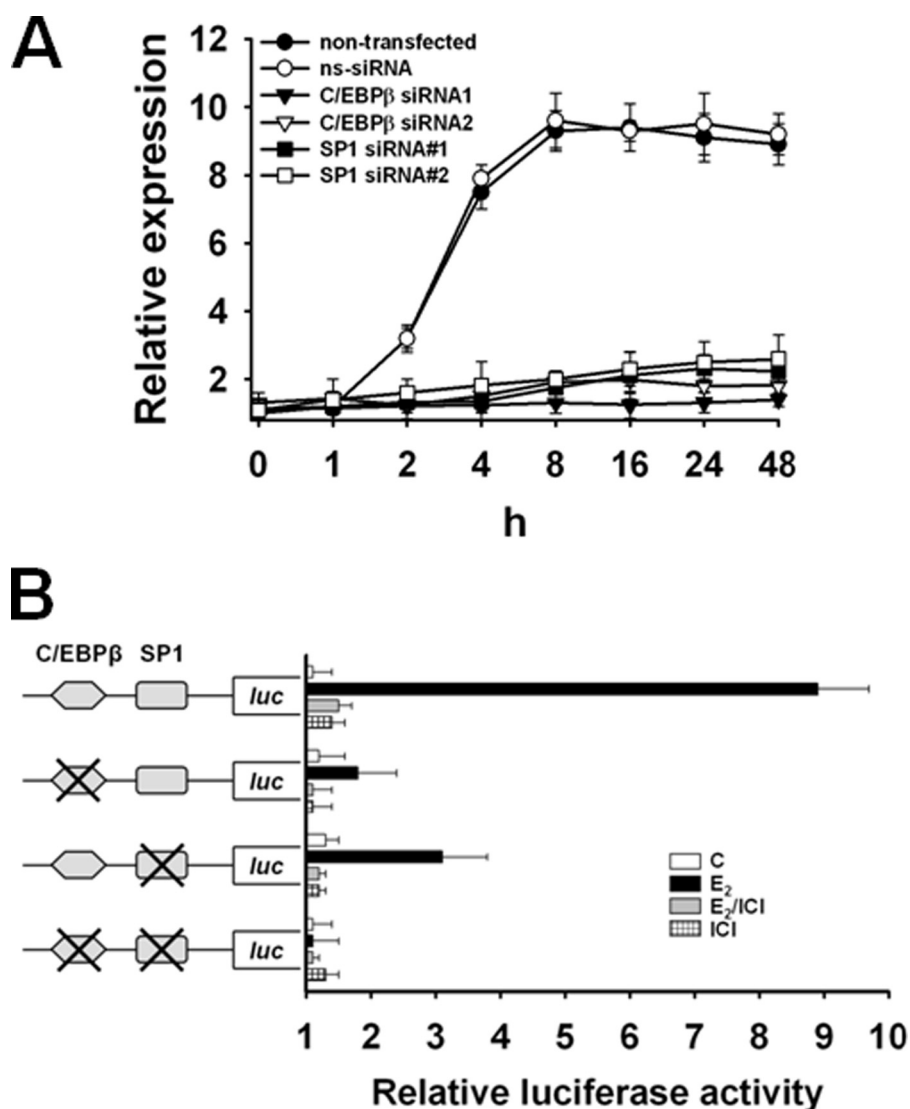 A
Relative expression
12
10
8
6
4
2
non-transfected
ns-siRNA
C/EBPβ siRNA1
C/EBPβ siRNA2
SP1 siRNA#1
SP1 siRNA#2
0 1 2 4 8 16 24 48
h
B
C/EBPβ SP1
luc
luc
luc
luc
C
E2
E2/ICI
ICI
1 2 3 4 5 6 7 8 9 10
Relative luciferase activity